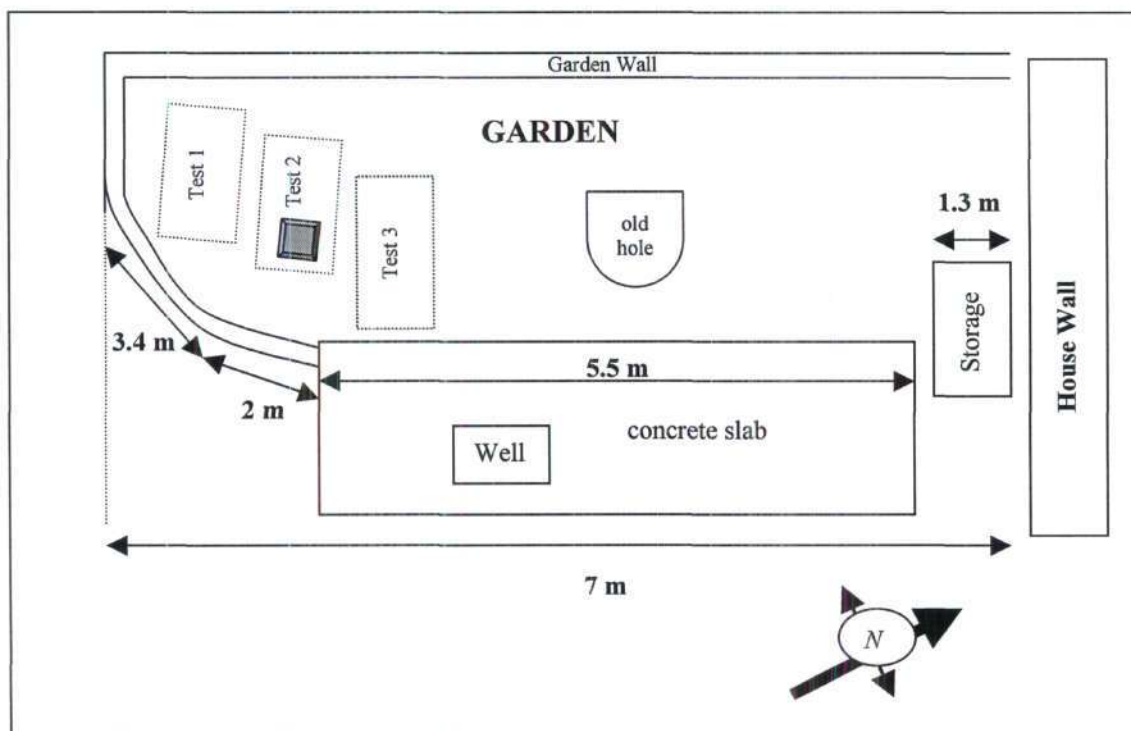 Garden Wall
GARDEN
Test 1
Test 2
Test 3
old
hole
1.3 m
Storage
House Wall
3.4 m
2 m
5.5 m
concrete slab
Well
7 m
N